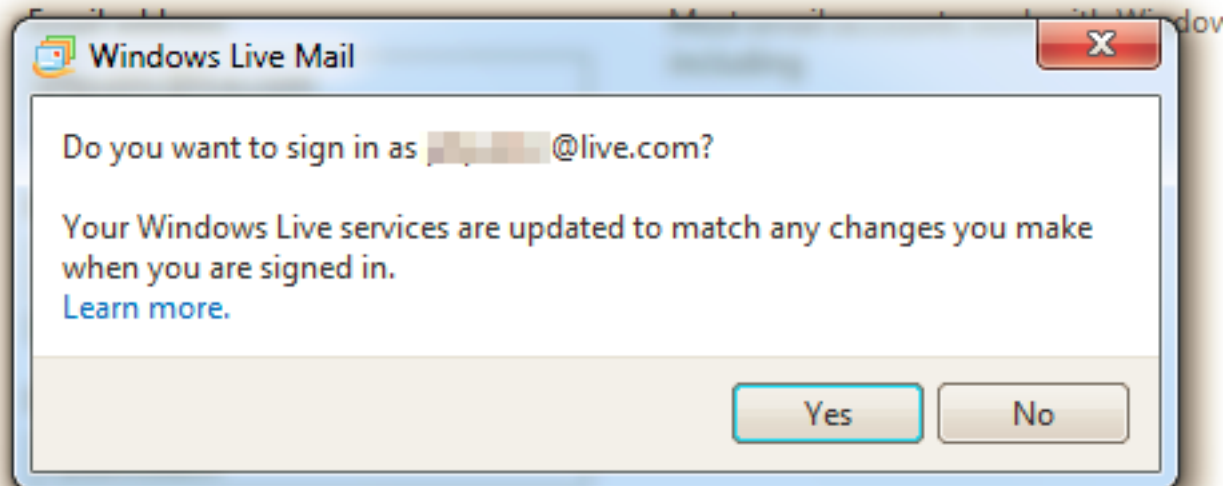 Windows Live Mail
Do you want to sign in as @live.com?
Your Windows Live services are updated to match any changes you make
when you are signed in.
Learn more.
Yes
No